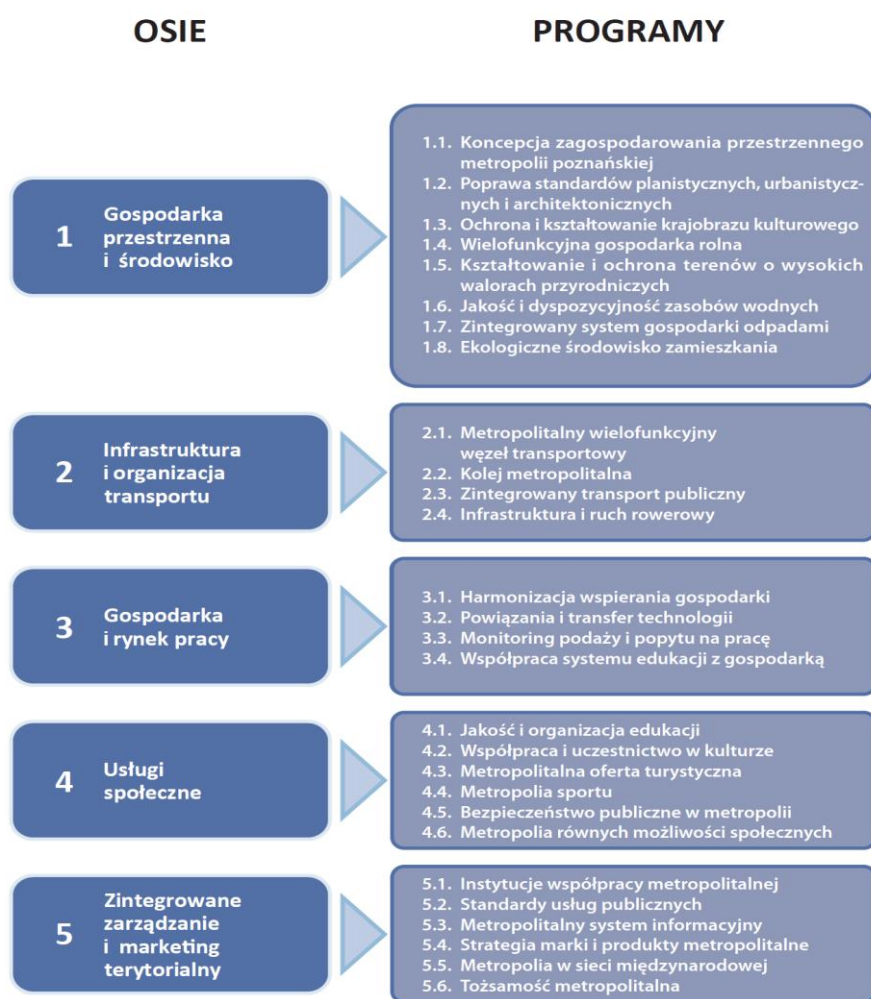 OSIE
PROGRAMY
1
Gospodarka
przestrzenna
i środowisko
1.1. Koncepcja zagospodarowania przestrzennego
metropolii poznańskiej
1.2. Poprawa standardów planistycznych, urbanistycz-
nych i architektonicznych
1.3. Ochrona i kształtowanie krajobrazu kulturowego
1.4. Wielofunkcyjna gospodarka rolna
1.5. Kształtowanie i ochrona terenów o wysokich
walorach przyrodniczych
1.6. Jakość i dyspozycyjność zasobów wodnych
1.7. Zintegrowany system gospodarki odpadami
1.8. Ekologiczne środowisko zamieszkania
2
Infrastruktura
i organizacja
transportu
2.1. Metropolitalny wielofunkcyjny
węzeł transportowy
2.2. Kolej metropolitalna
2.3. Zintegrowany transport publiczny
2.4. Infrastruktura i ruch rowerowy
3
Gospodarka
i rynek pracy
3.1. Harmonizacja wspierania gospodarki
3.2. Powiązania i transfer technologii
3.3. Monitoring podaży i popytu na pracę
3.4. Współpraca systemu edukacji z gospodarką
4
Usługi
społeczne
4.1. Jakość i organizacja edukacji
4.2. Współpraca i uczestnictwo w kulturze
4.3. Metropolitalna oferta turystyczna
4.4. Metropolia sportu
4.5. Bezpieczeństwo publiczne w metropolii
4.6. Metropolia równych możliwości społecznych
5
Zintegrowane
zarządzanie
i marketing
terytorialny
5.1. Instytucje współpracy metropolitalnej
5.2. Standardy usług publicznych
5.3. Metropolitalny system informacyjny
5.4. Strategia marki i produkty metropolitalne
5.5. Metropolia w sieci międzynarodowej
5.6. Tożsamość metropolitalna